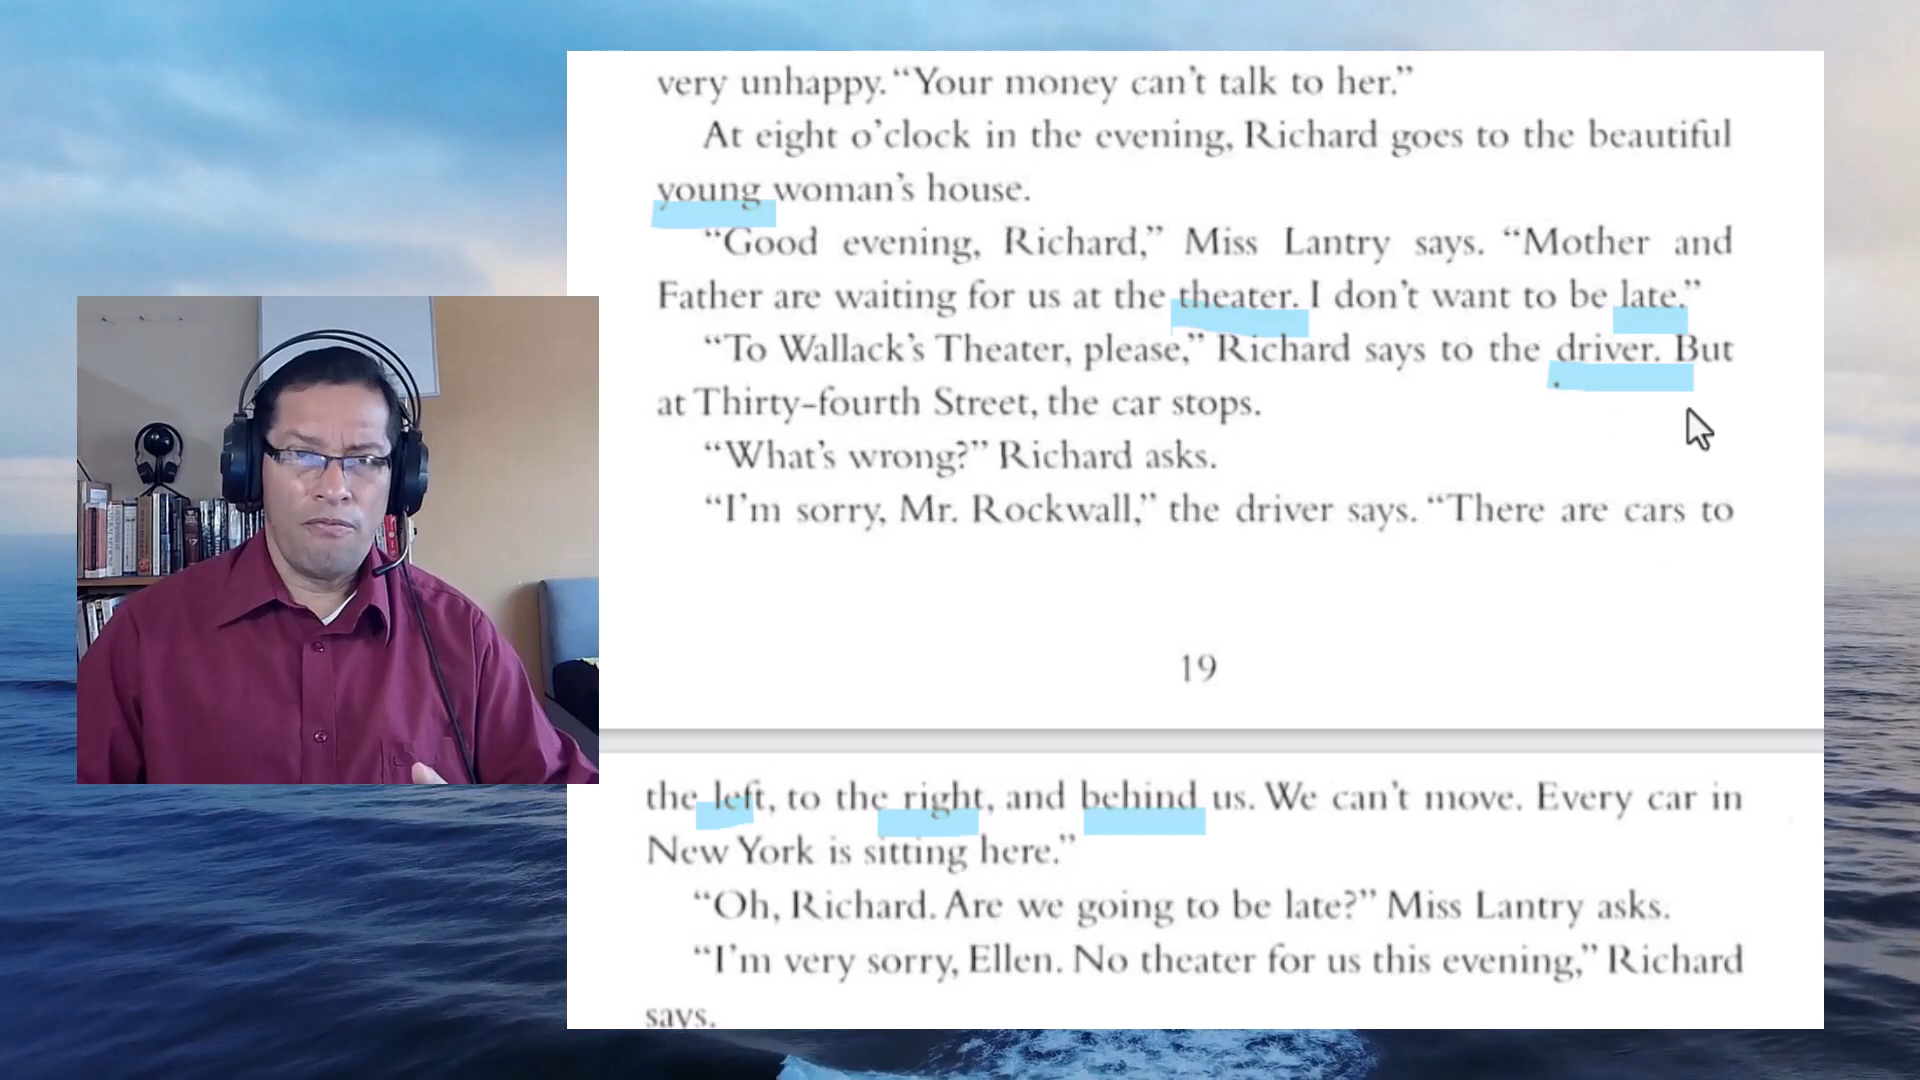 very unhappy. “Your money can’t talk to her.”
At eight o’clock in the evening, Richard goes to the beautiful
young woman’s house.
“Good evening, Richard,” Miss Lantry says. “Mother and
Father are waiting for us at the theater. I don’t want to be late.”
“To Wallack’s Theater, please,” Richard says to the driver. But
at Thirty-fourth Street, the car stops.
“What’s wrong?” Richard asks.
“I’m sorry, Mr. Rockwall,” the driver says. “There are cars to
19
the left, to the right, and behind us. We can’t move. Every car in
New York is sitting here.”
“Oh, Richard. Are we going to be late?” Miss Lantry asks.
“I’m very sorry, Ellen. No theater for us this evening,” Richard
says.